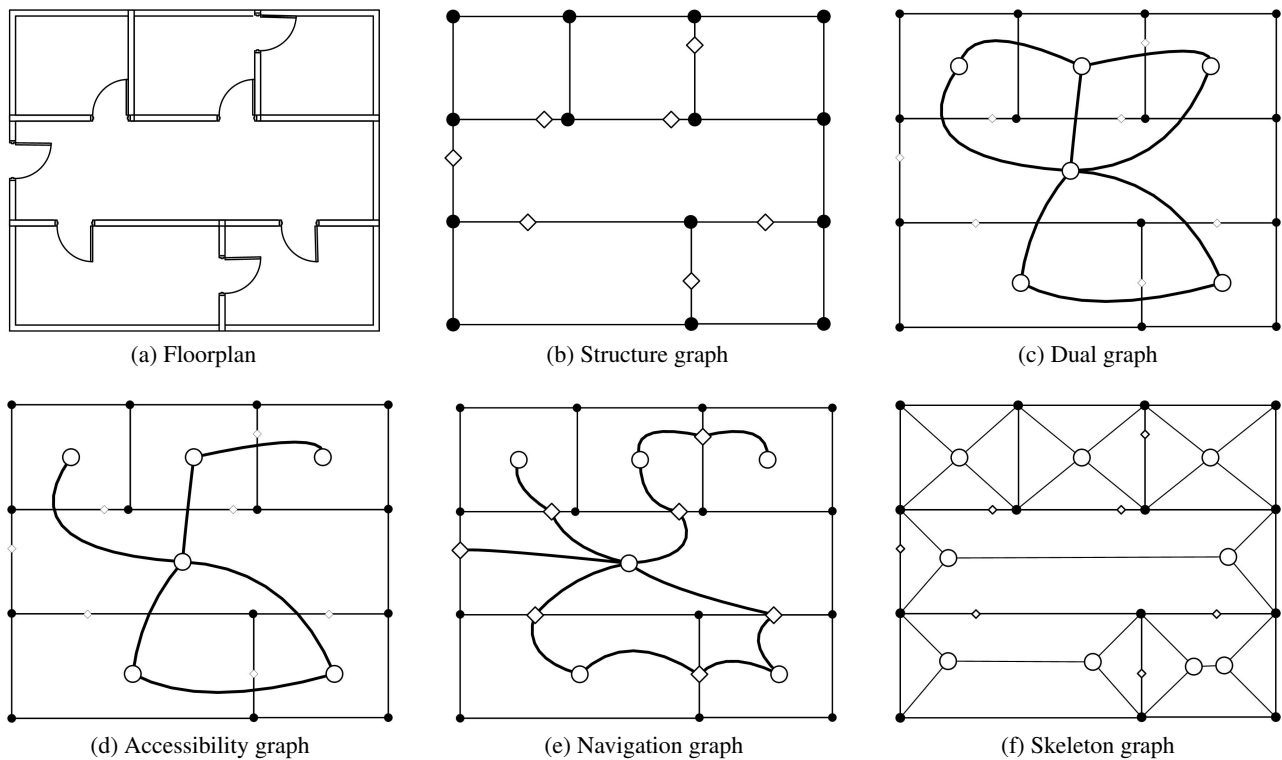 (a) Floorplan
(b) Structure graph
(c) Dual graph
(d) Accessibility graph
(e) Navigation graph
(f) Skeleton graph